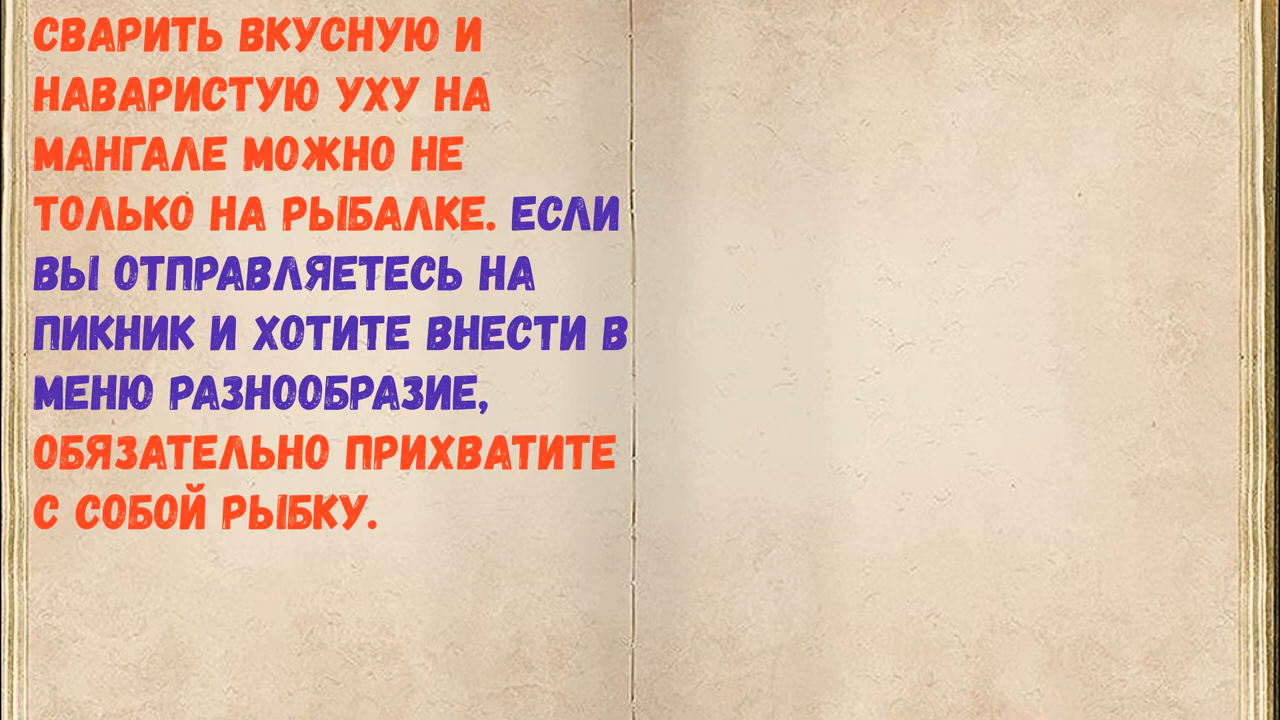 СВАРИТЬ ВКУСНУЮ И
НАВАРИСТУЮ УХУ НА
МАНГАЛЕ МОЖНО НЕ
ТОЛЬКО НА РЫБАЛКЕ. ЕСЛИ
ВЫ ОТПРАВЛЯЕТЕСЬ НА
ПИКНИК И ХОТИТЕ ВНЕСТИ В
МЕНЮ РАЗНООБРАЗИЕ,
ОБЯЗАТЕЛЬНО ПРИХВАТИТЕ
С СОБОЙ РЫБКУ.